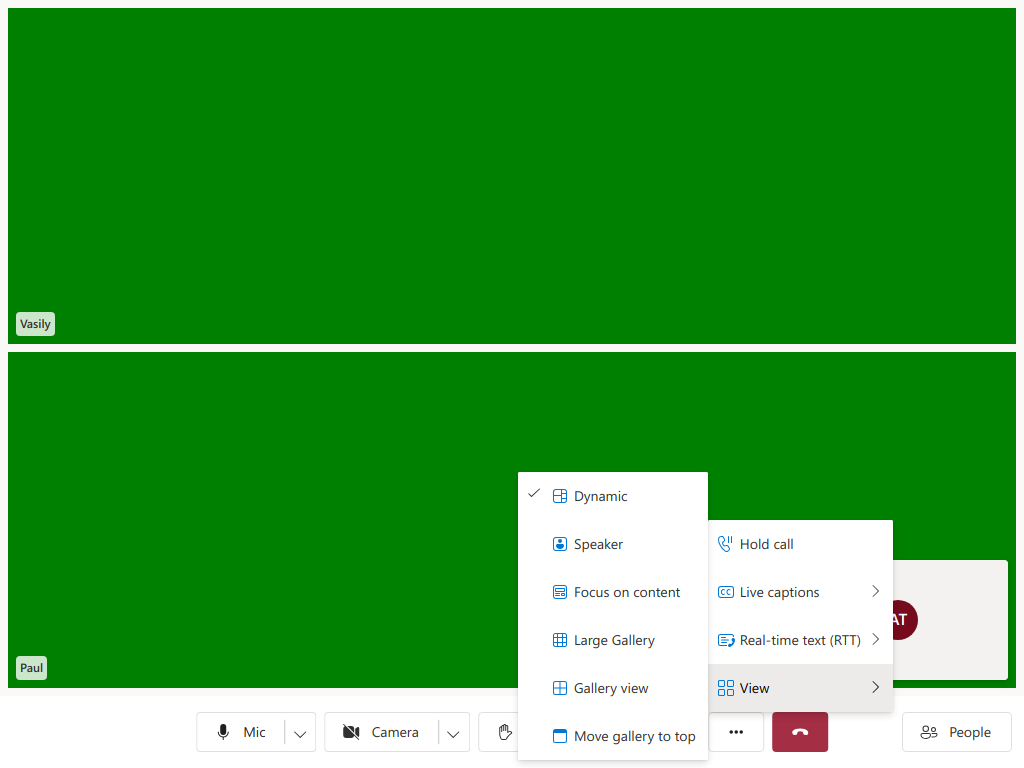 Vasily
Dynamic
Speaker
Focus on content
Large Gallery
Gallery view
Move gallery to top
Hold call
CC Live captions
Real-time text (RTT)
View
AT
Paul
Mic
Camera
People